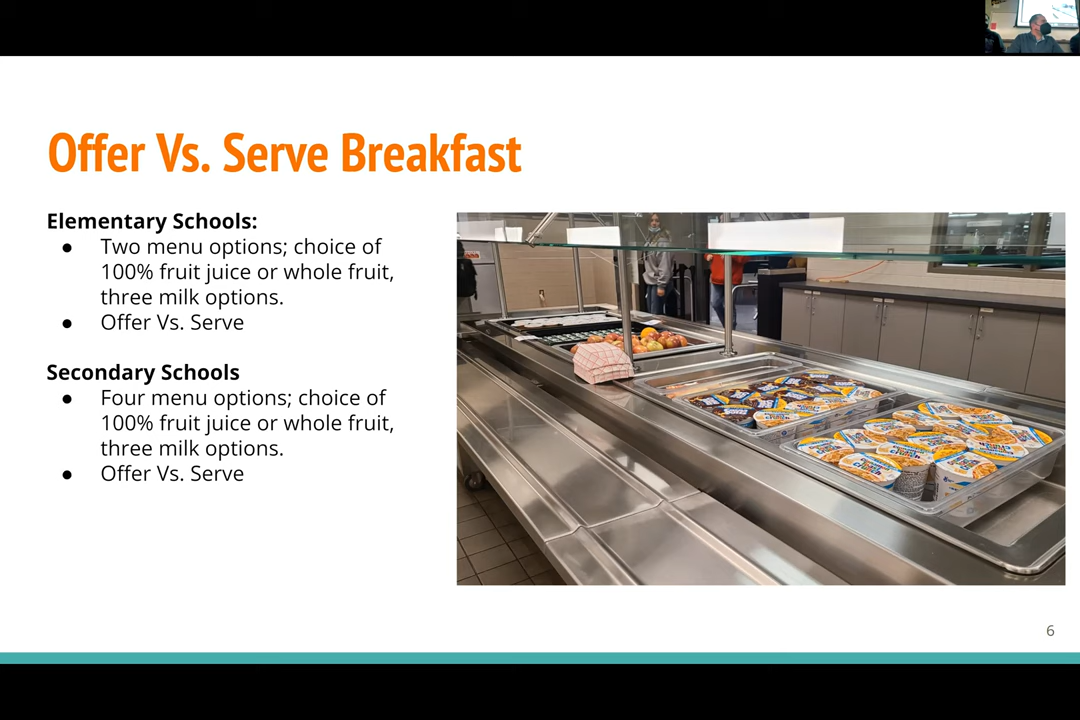 Offer Vs. Serve Breakfast
Elementary Schools:
● Two menu options; choice of
100% fruit juice or whole fruit,
three milk options.
● Offer Vs. Serve
Secondary Schools
● Four menu options; choice of
100% fruit juice or whole fruit,
three milk options.
● Offer Vs. Serve
6